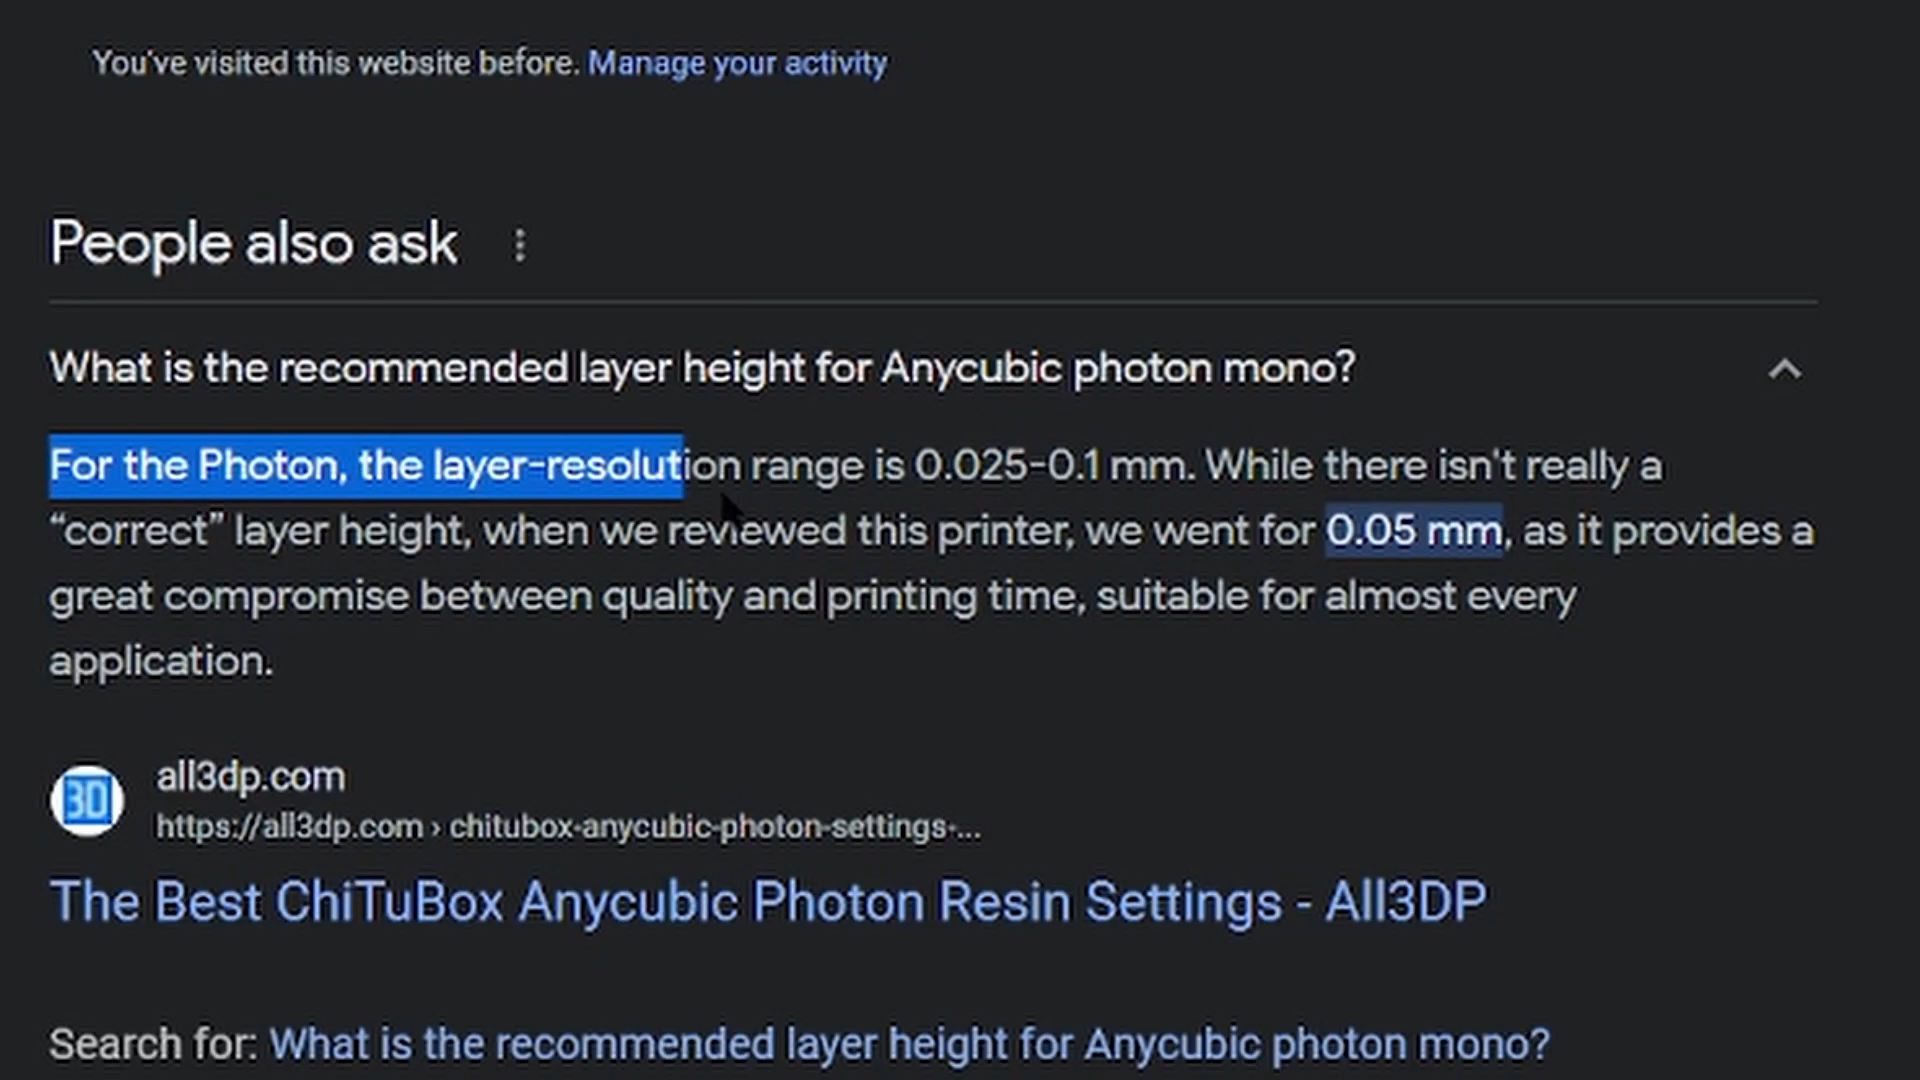 You've visited this website before. Manage your activity
People also ask
What is the recommended layer height for Anycubic photon mono?
For the Photon, the layer-resolution range is 0.025-0.1 mm. While there isn't really a
“correct” layer height, when we reviewed this printer, we went for 0.05 mm, as it provides a
great compromise between quality and printing time, suitable for almost every
application.
3D
all3dp.com
https://all3dp.com › chitubox-anycubic-photon-settings-...
The Best ChiTuBox Anycubic Photon Resin Settings - All3DP
Search for: What is the recommended layer height for Anycubic photon mono?